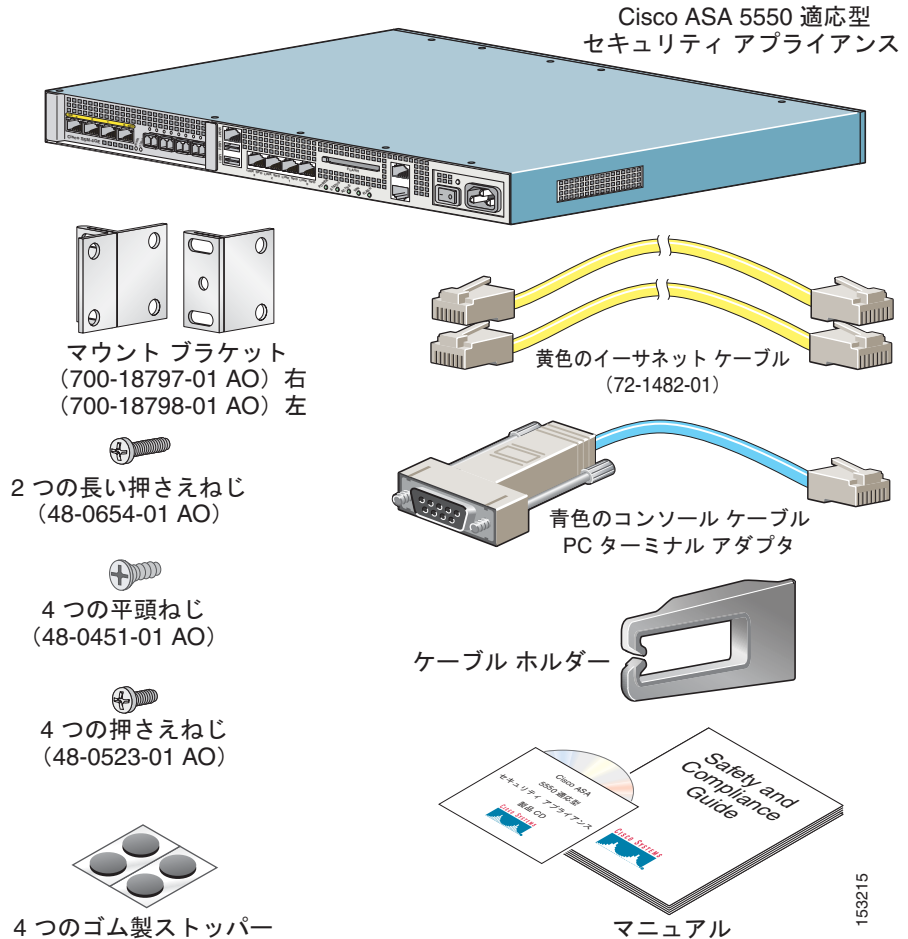 Cisco ASA 5550 適応型
セキュリティ アプライアンス
マウント ブラケット
(700-18797-01 AO) 右
(700-18798-01 AO) 左
黄色のイーサネット ケーブル
(72-1482-01)
2 つの長い押さえねじ
(48-0654-01 AO)
青色のコンソール ケーブル
PC ターミナル アダプタ
4 つの平頭ねじ
(48-0451-01 AO)
ケーブル ホルダー
4 つの押さえねじ
(48-0523-01 AO)
Cisco ASA
5550 適応型
セキュリティ アプライアンス
製品 CD
CISCO SYSTEMS
Safety and
Compliance
Guide
CISCO SYSTEMS
4 つのゴム製ストッパー
マニュアル
153215